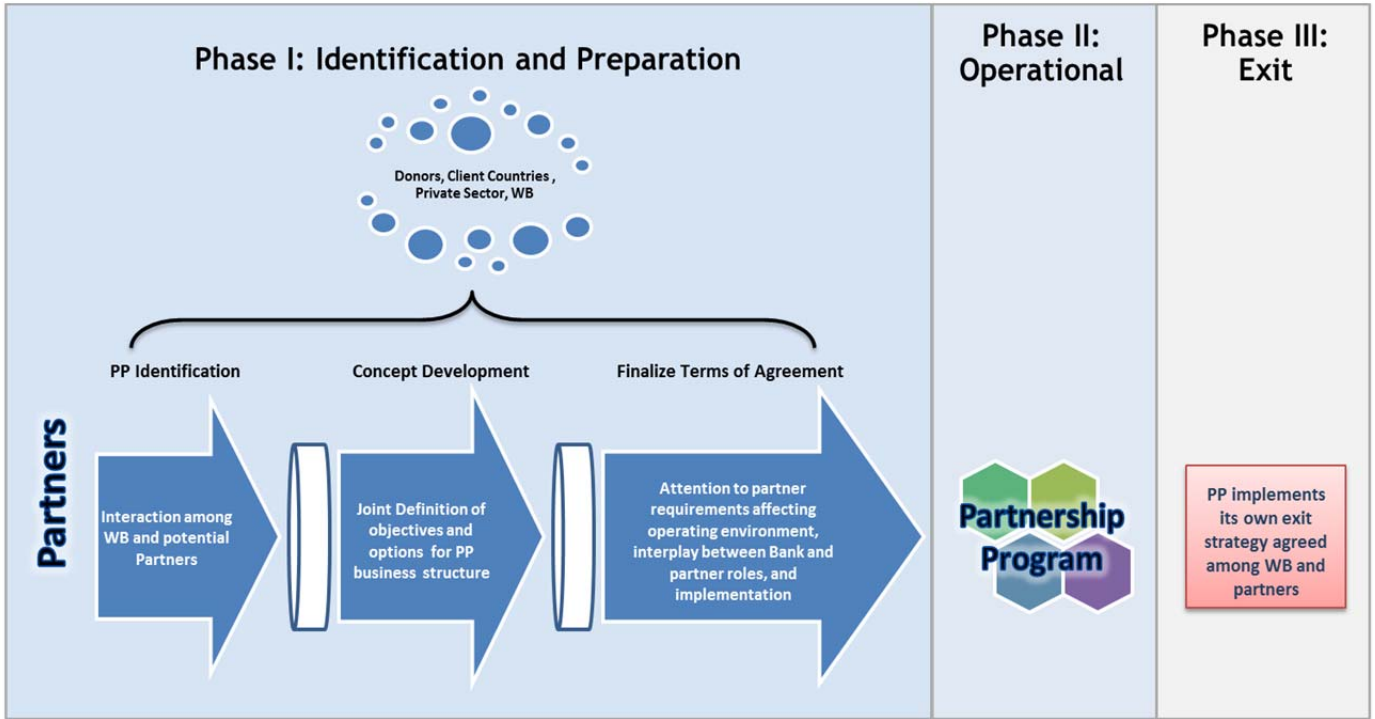 Phase I: Identification and Preparation
Donors, Client Countries ,
Private Sector, WB
PP Identification
Concept Development
Finalize Terms of Agreement
Partners
Interaction among
WB and potential
Partners
Joint Definition of
objectives and
options for PP
business structure
Attention to partner
requirements affecting
operating environment,
interplay between Bank and
partner roles, and
implementation
Phase II:
Operational
Partnership
Program
Phase III:
Exit
PP implements
its own exit
strategy agreed
among WB and
partners